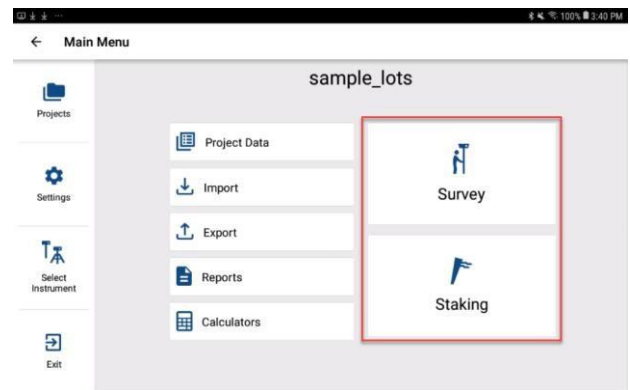 100% 3:40 PM
Main Menu
sample_lots
Projects
Settings
Select
Instrument
Exit
Project Data
Import
Export
Reports
Calculators
Survey
Staking